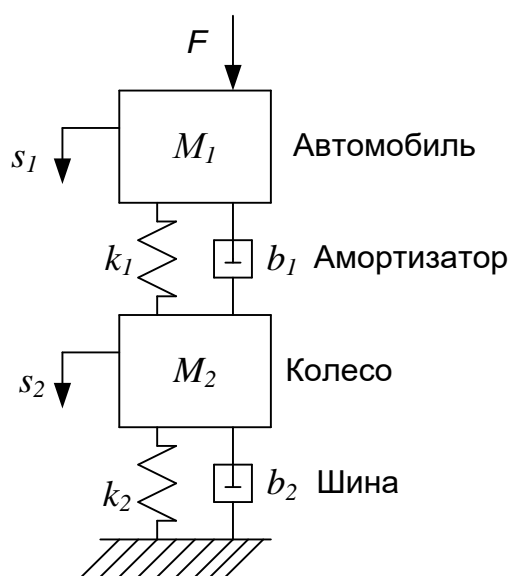 F
s1
M1
Автомобиль
k1
b1 Амортизатор
s2
M2
Колесо
k2
b2 Шина